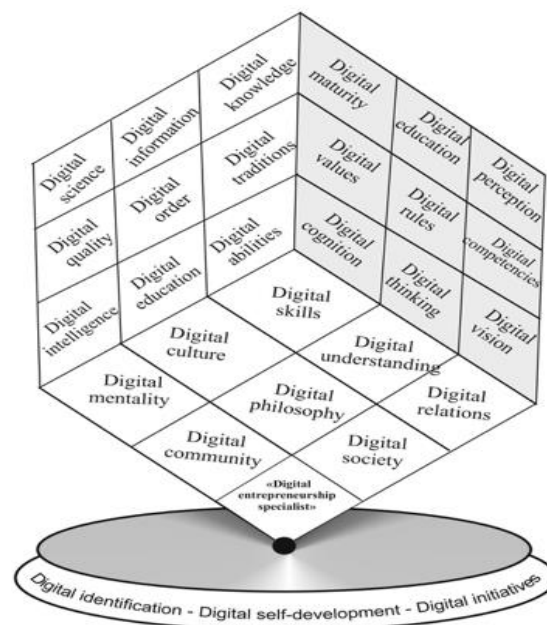 Digital
science
Digital
information
Digital
knowledge
Digital
quality
Digital
order
Digital
traditions
Digital
intelligence
Digital
education
Digital
abilities
Digital
maturity
Digital
education
Digital
perception
Digital
values
Digital
rules
Digital
competencies
Digital
cognition
Digital
thinking
Digital
vision
Digital
skills
Digital
culture
Digital
understanding
Digital
mentality
Digital
philosophy
Digital
relations
Digital
community
Digital
society
«Digital
entrepreneurship
specialist»
Digital identification - Digital self-development - Digital initiatives